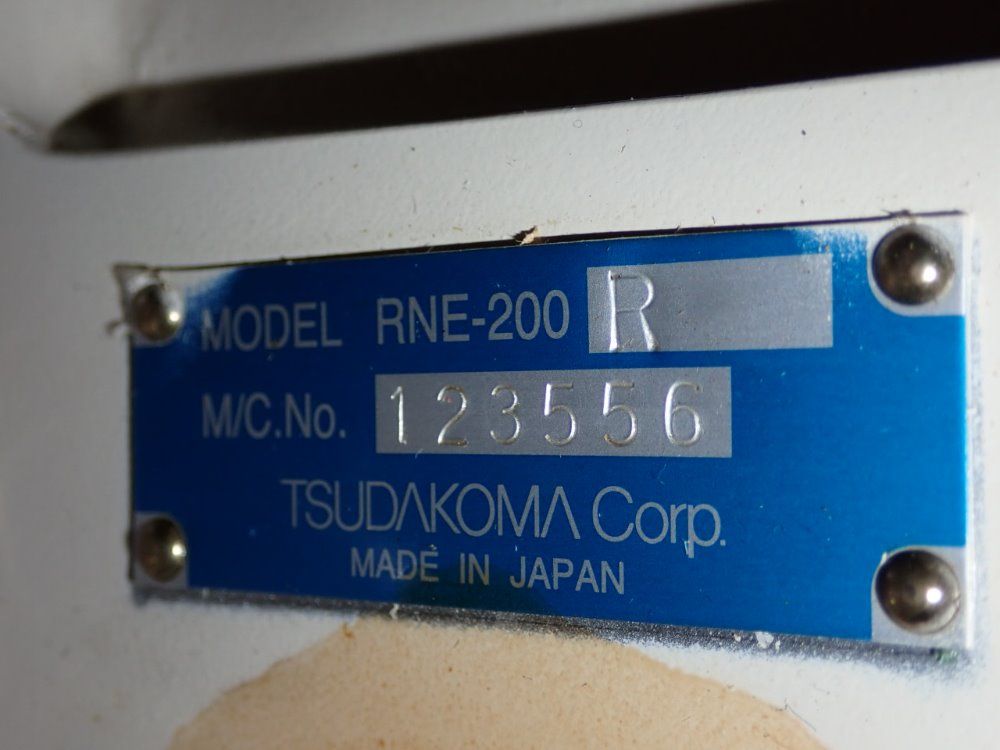 MODEL RNE-200 R
M/C.No. 123556
TSUDAKOMA Corp.
MADE IN JAPAN